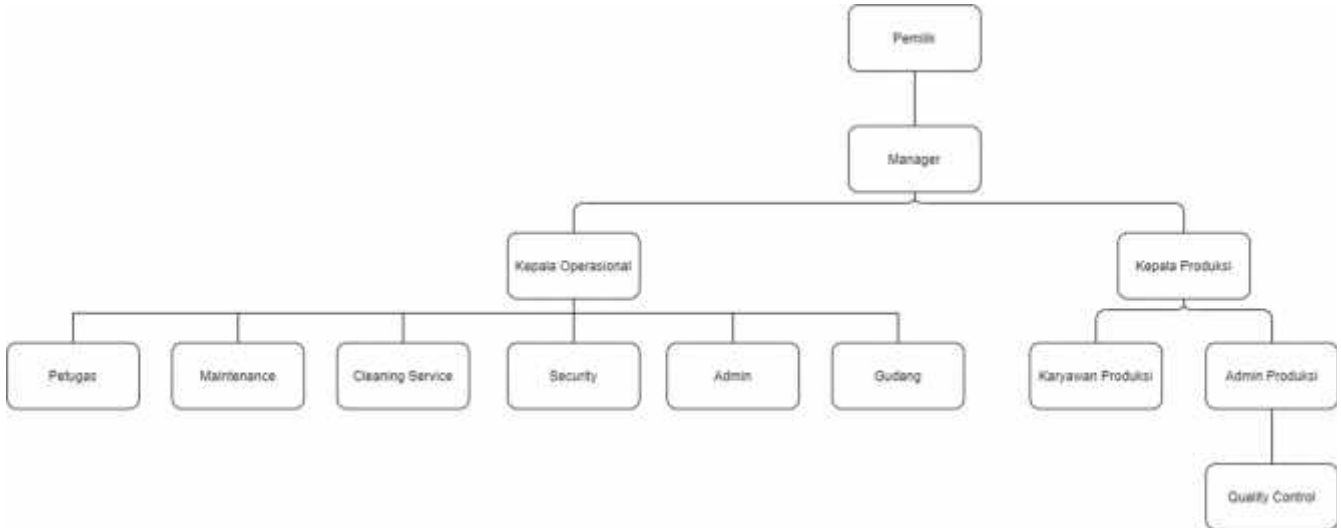 Pemilik
Manager
Kepala Operasional
Kepala Produksi
Petugas
Maintenance
Cleaning Service
Security
Admin
Gudang
Karyawan Produksi
Admin Produksi
Quality Control